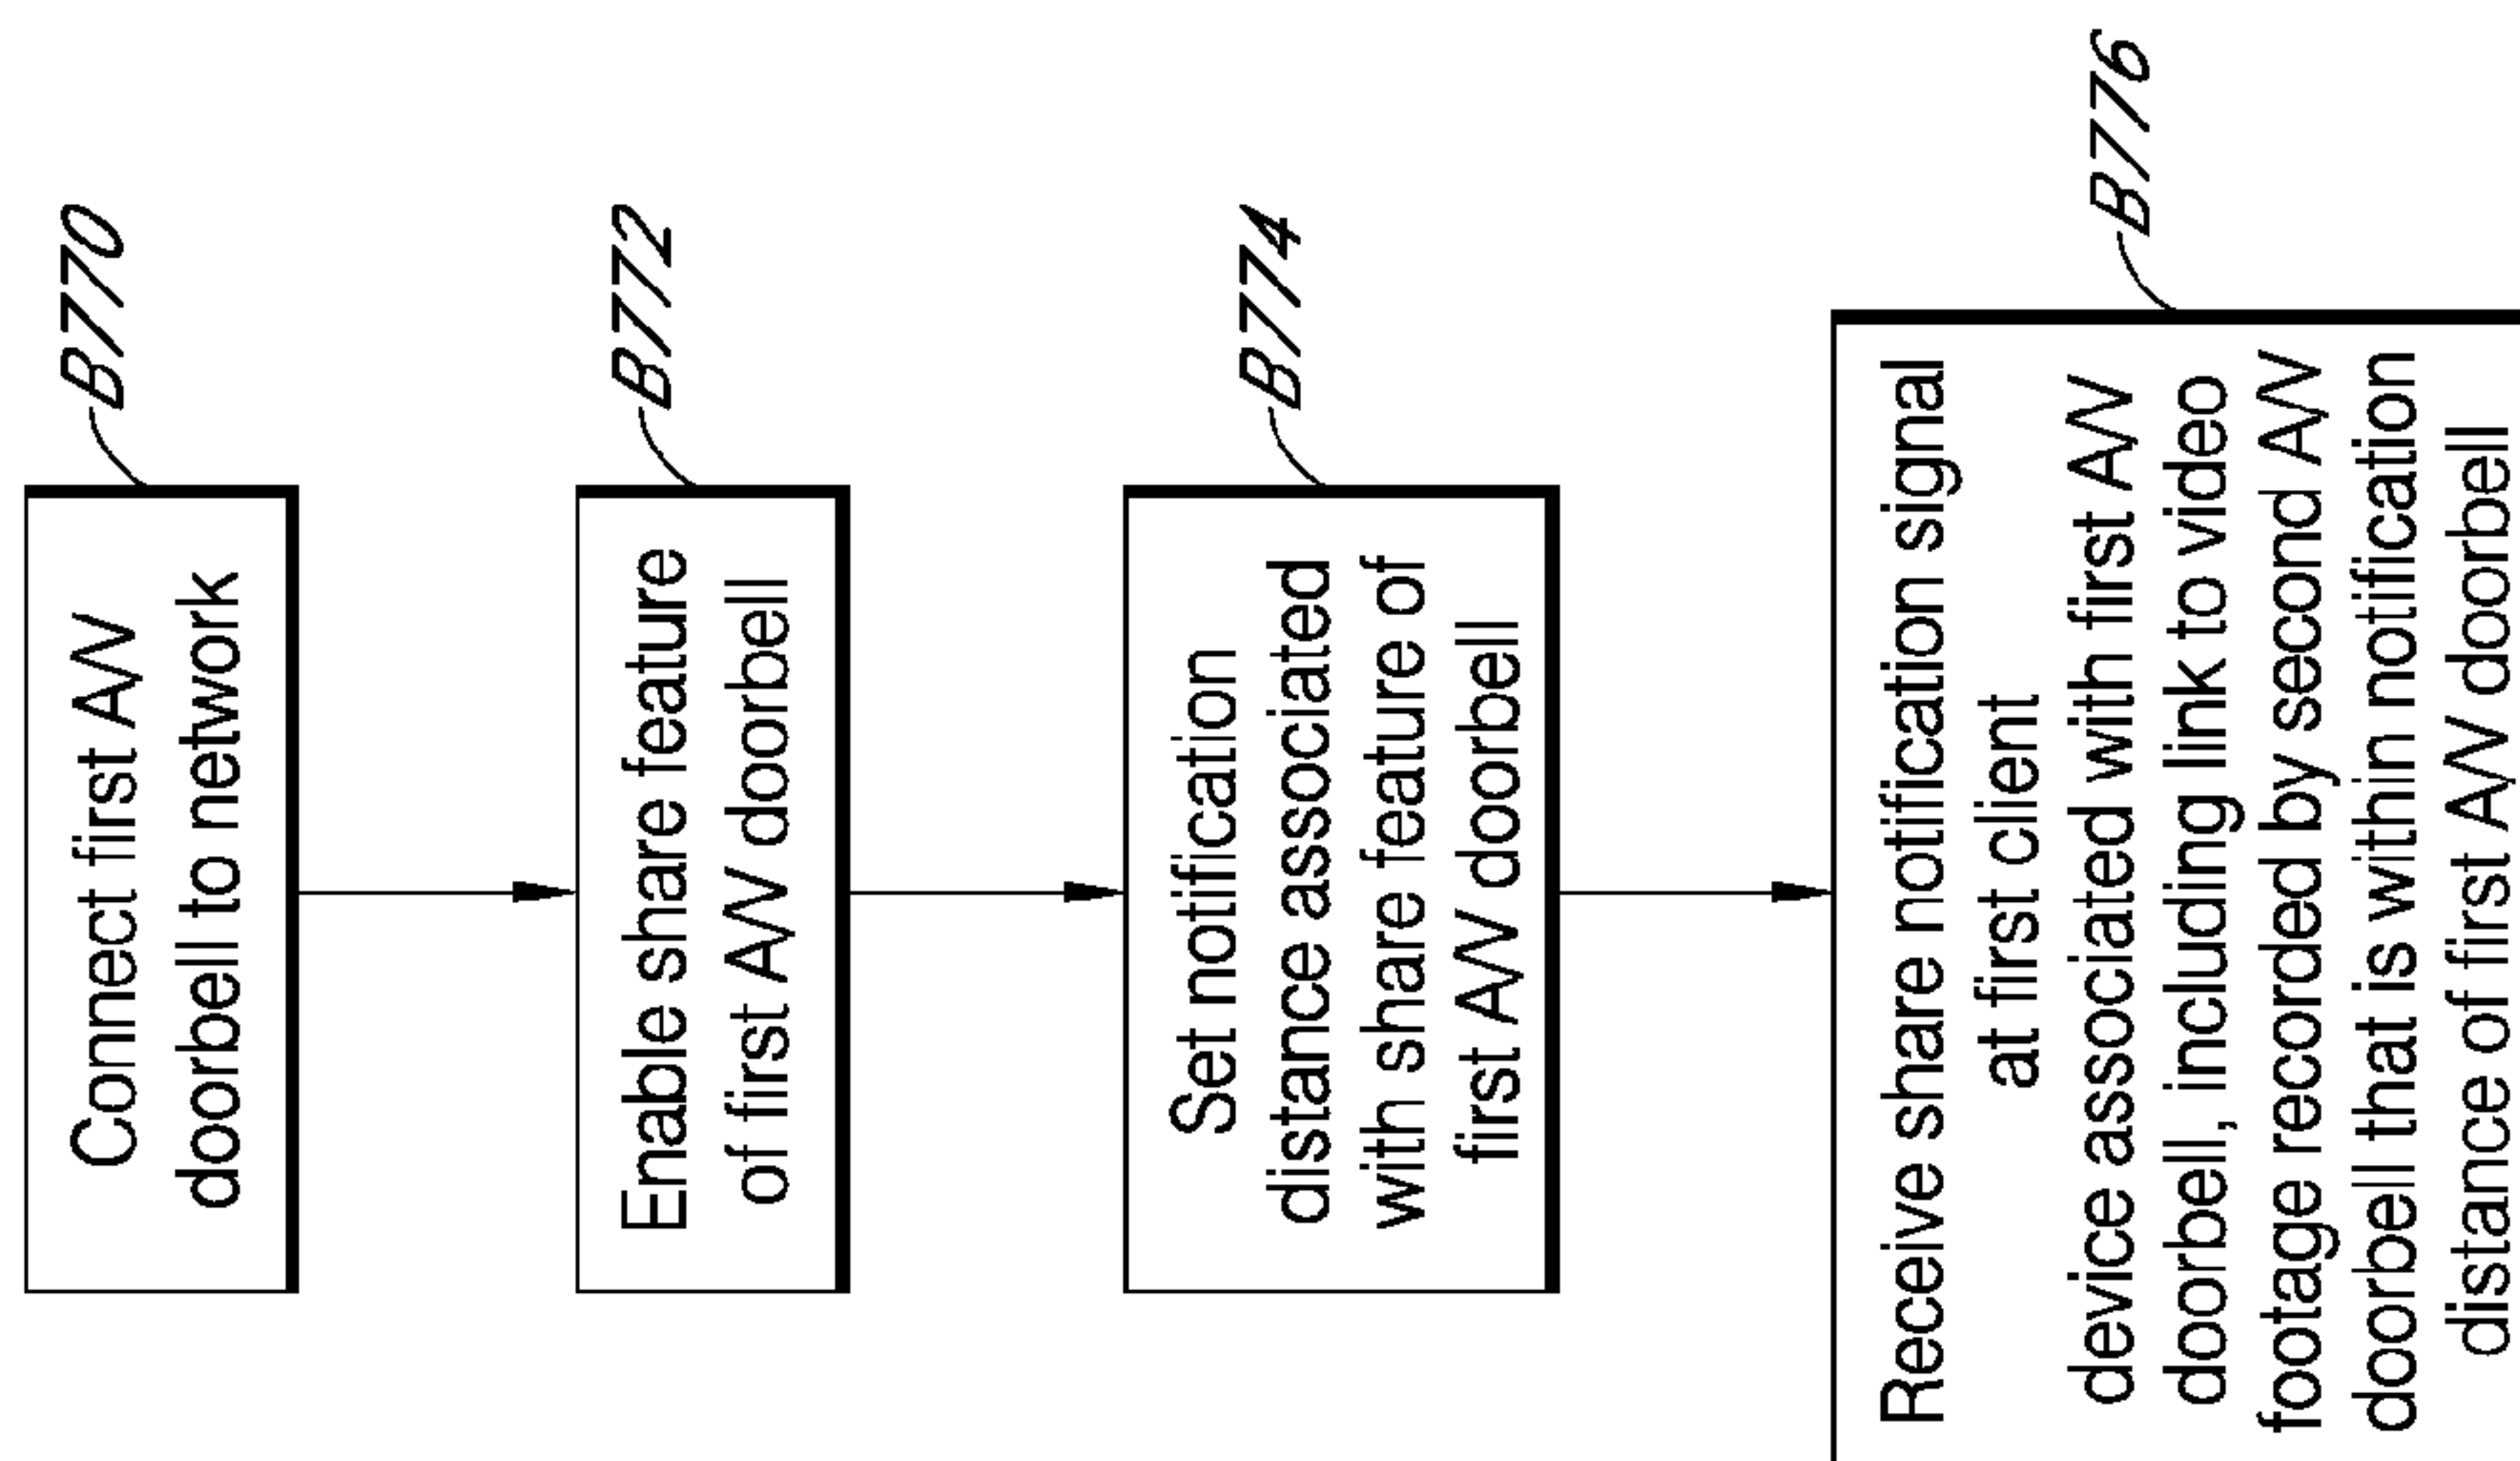 B770
Connect first A/V
doorbell to network
B772
Enable share feature
of first A/V doorbell
B774
Set notification
distance associated
with share feature of
first A/V doorbell
B776
Receive share notification signal
at first client
device associated with first A/V
doorbell, including link to video
footage recorded by second A/V
doorbell that is within notification
distance of first A/V doorbell